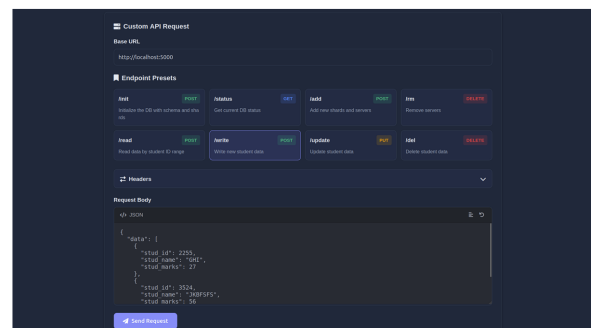 Custom API Request
Base URL
http://localhost:5000
Endpoint Presets
/init POST /status GET /add POST /rm DELETE
Initialize the DB with schema and sha Get current DB status Add new shards and servers Remove servers
rds
/read POST /write POST /update PUT /del DELETE
Read data by student ID range Write new student data Update student data Delete student data
Headers
Request Body
</> JSON
{
"data": [
{
"stud_id": 2255,
"stud_name": "GHI",
"stud_marks": 27
},
{
"stud_id": 3524,
"stud_name": "JKBFSFS",
"stud_marks": 56
Send Request